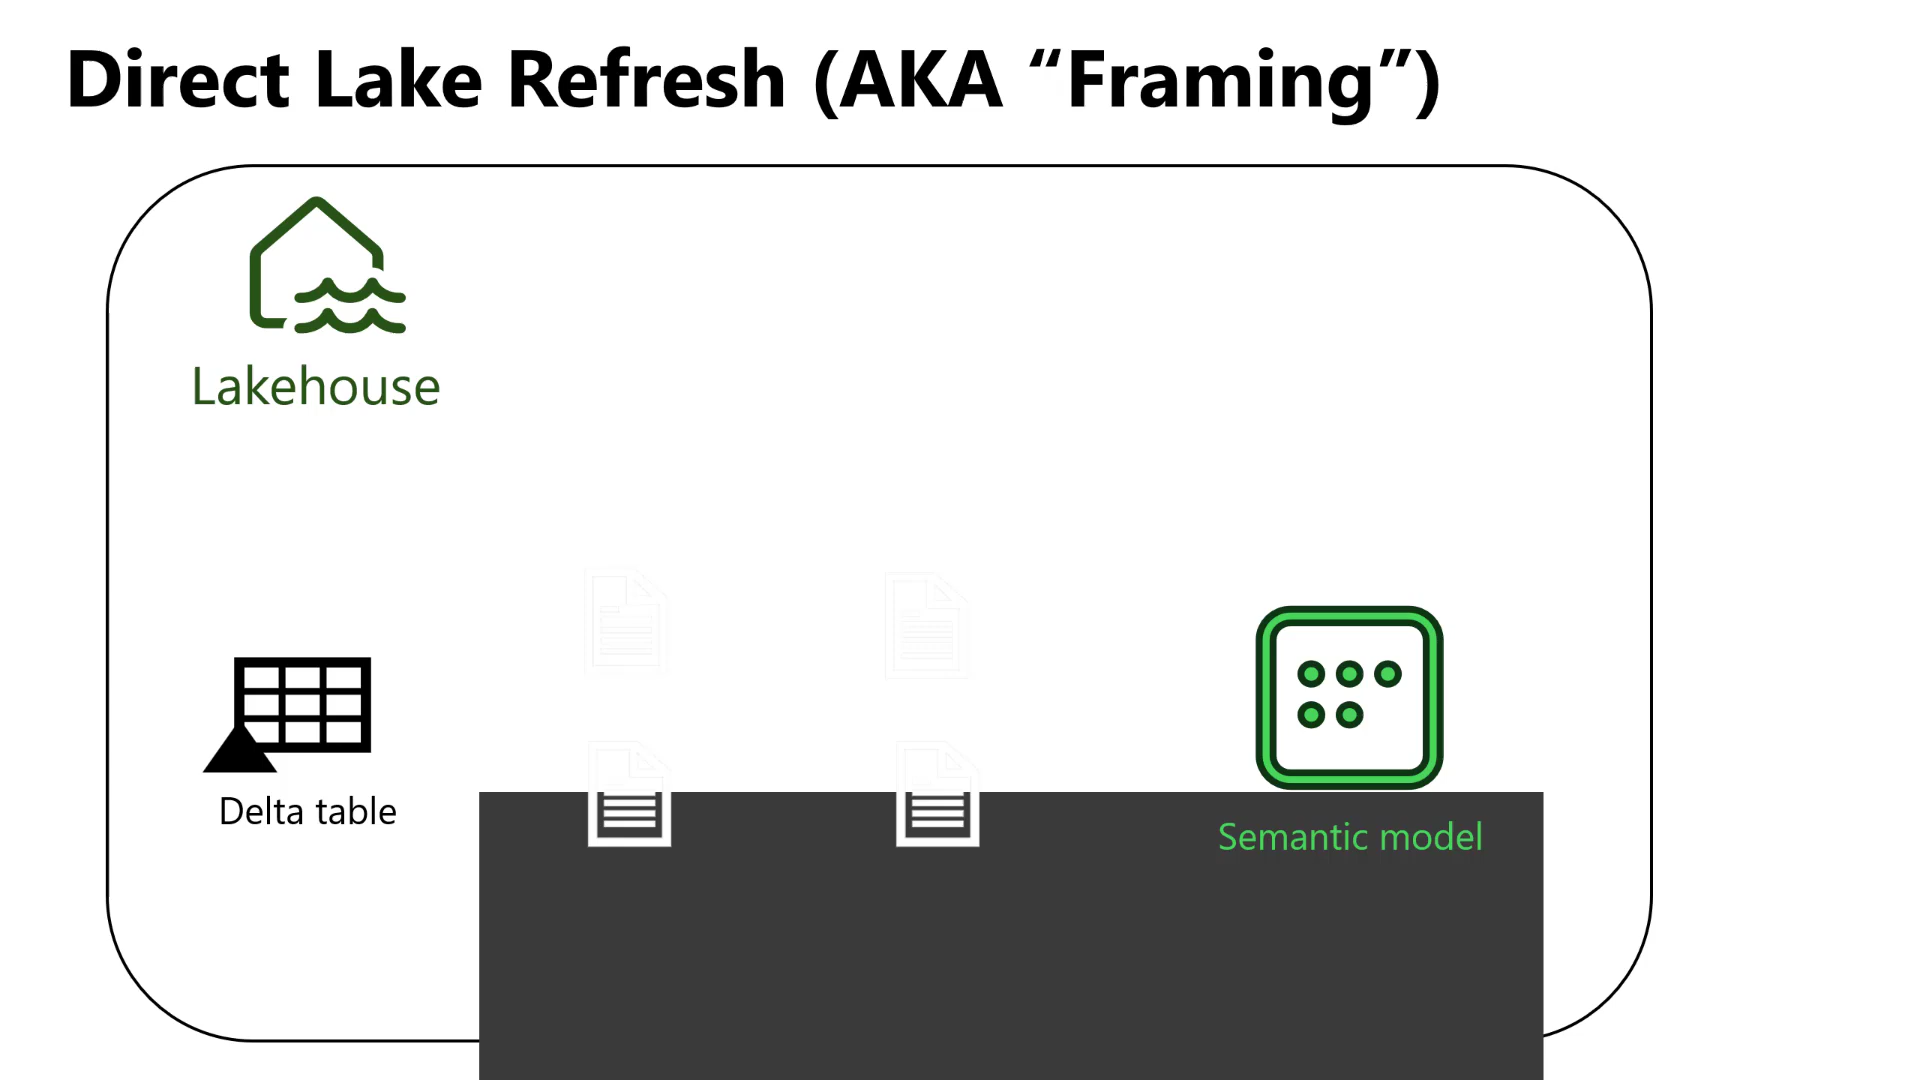 Direct Lake Refresh (AKA “Framing”)
Lakehouse
Delta table
Semantic model